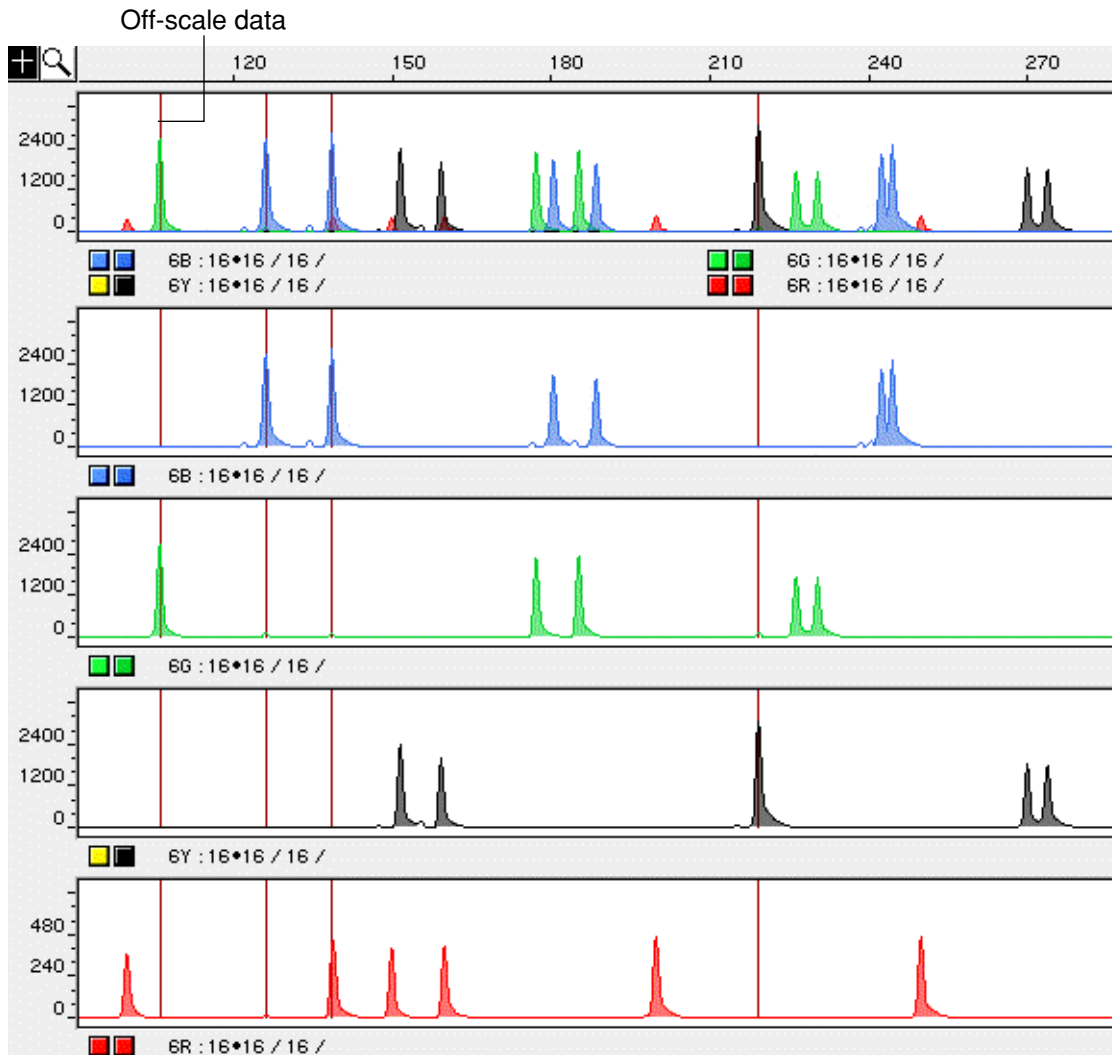 Off-scale data
120 150 180 210 240 270
2400
1200
0
6B : 16•16 / 16 / 6G : 16•16 / 16 /
6Y : 16•16 / 16 / 6R : 16•16 / 16 /
2400
1200
0
6B : 16•16 / 16 /
2400
1200
0
6G : 16•16 / 16 /
2400
1200
0
6Y : 16•16 / 16 /
480
240
0
6R : 16•16 / 16 /